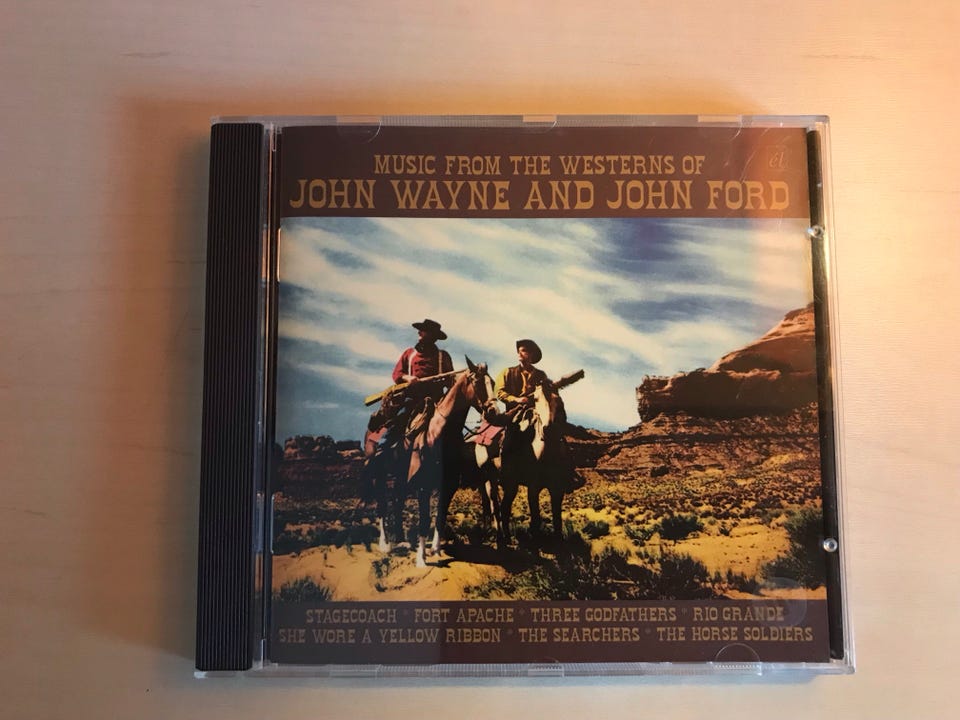 MUSIC FROM THE WESTERNS OF
JOHN WAYNE AND JOHN FORD
STAGECOACH * FORT APACHE * THREE GODFATHERS * RIO GRANDE
SHE WORE A YELLOW RIBBON * THE SEARCHERS * THE HORSE SOLDIERS